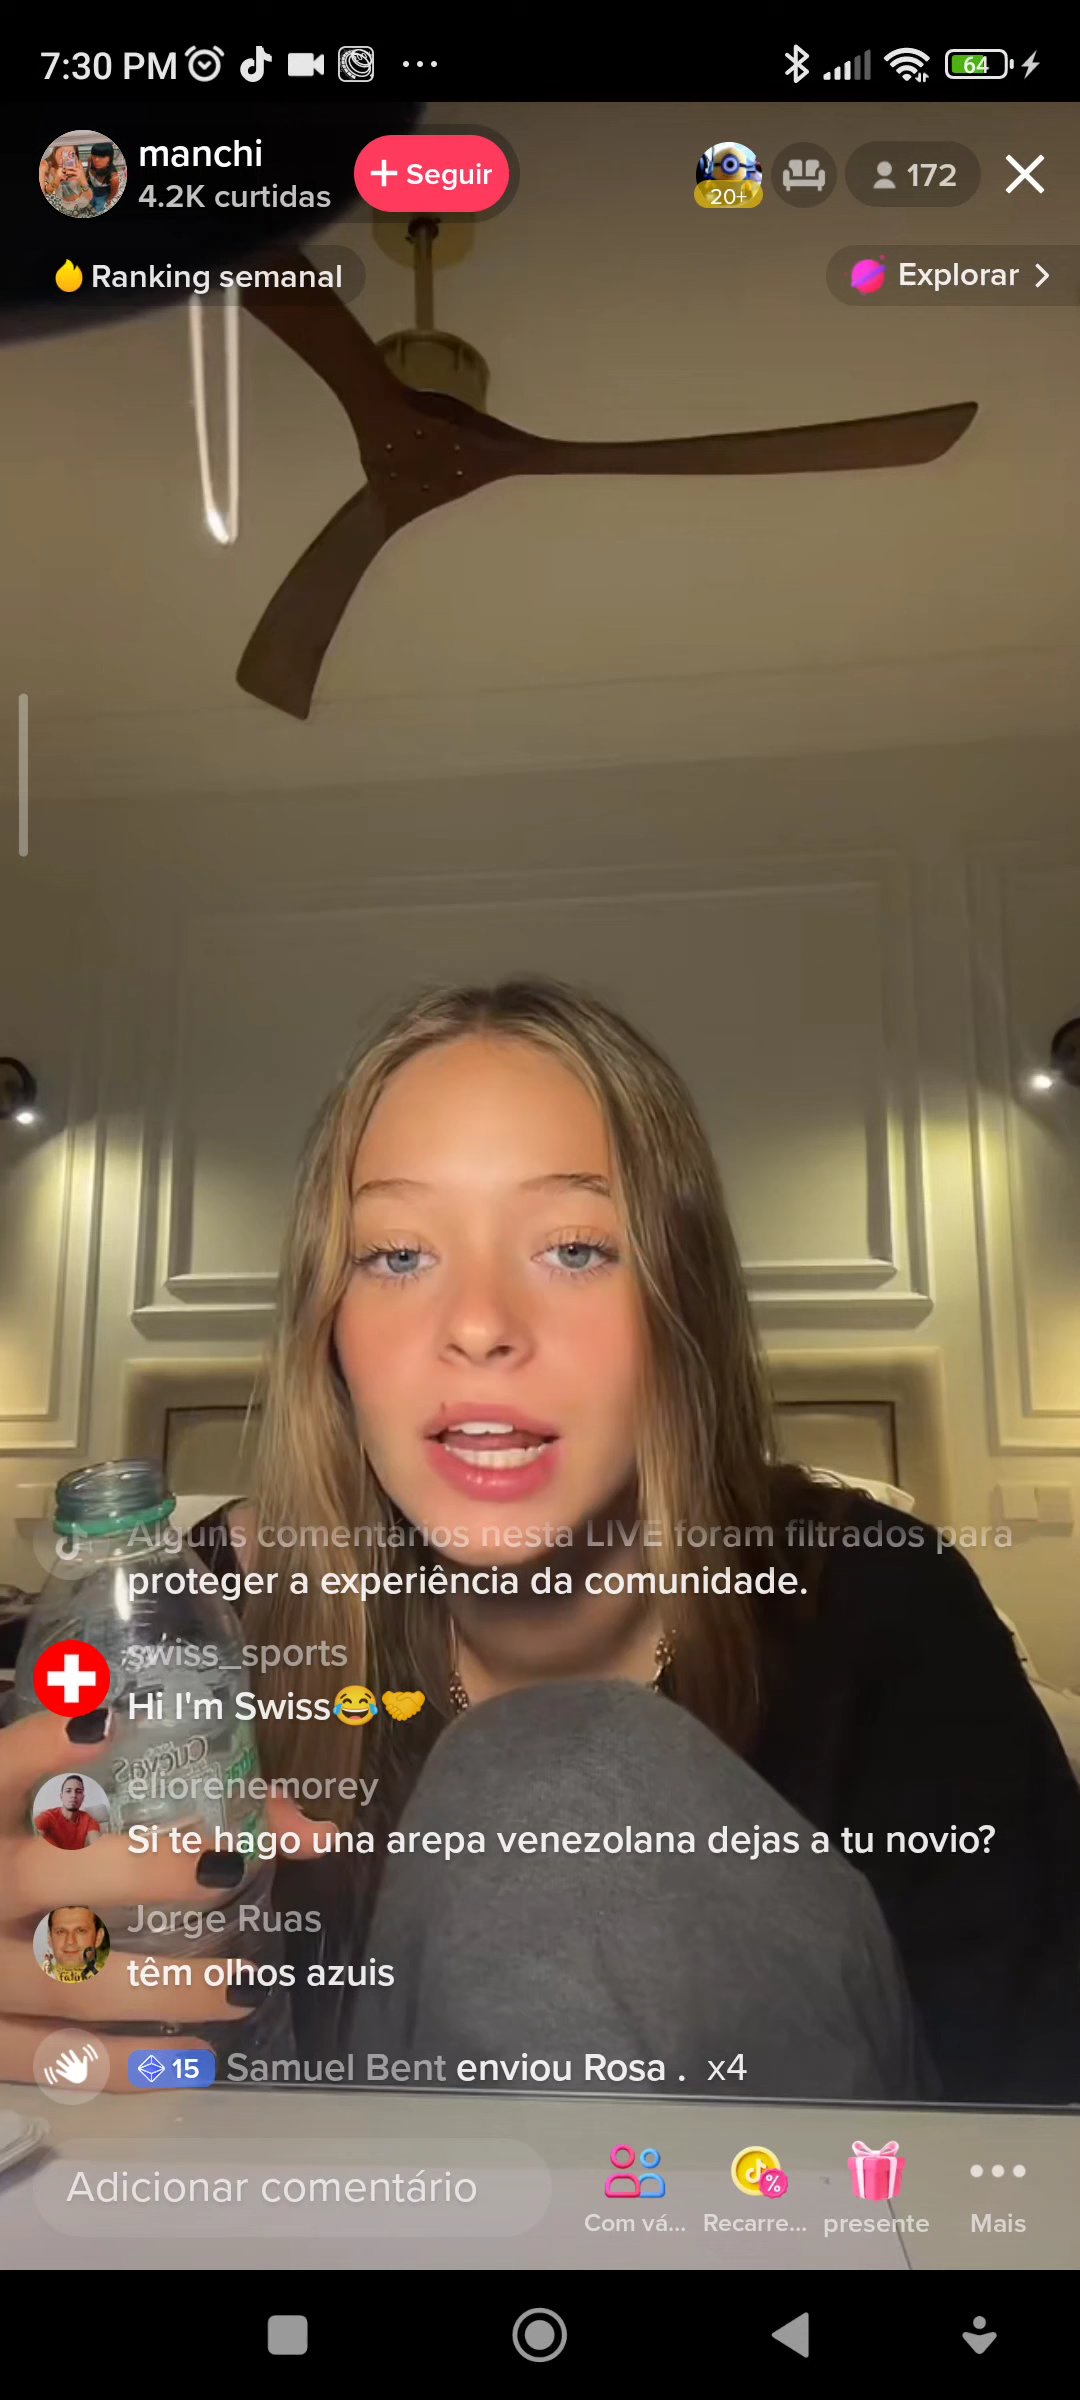 7:30 PM
64
manchi
4.2K curtidas
+ Seguir
20+
172
Ranking semanal
Explorar
Alguns comentários nesta LIVE foram filtrados para
proteger a experiência da comunidade.
swiss_sports
Hi I'm Swiss😂🤝
CUEVAS
eliorenemorey
Si te hago una arepa venezolana dejas a tu novio?
Jorge Ruas
têm olhos azuis
15 Samuel Bent enviou Rosa . x4
Adicionar comentário
Com vá...
Recarre...
presente
Mais